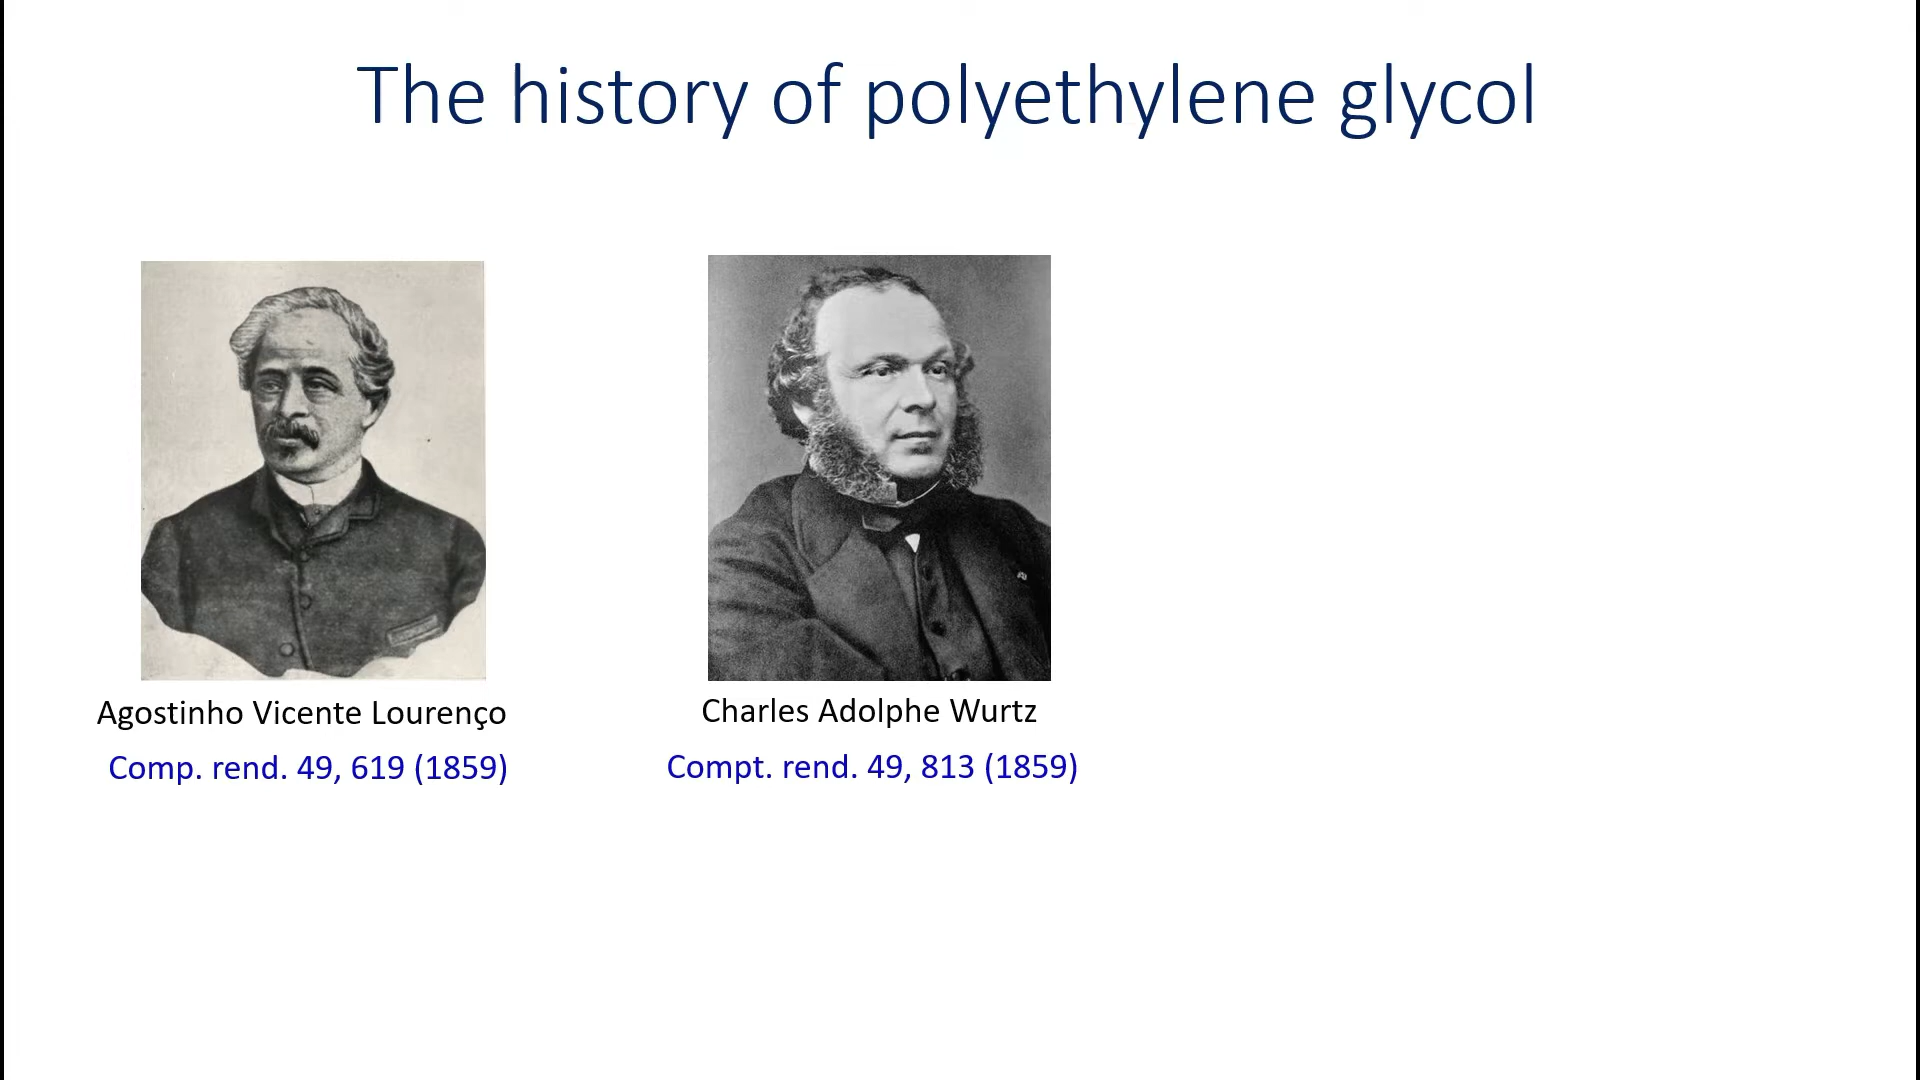 The history of polyethylene glycol
Agostinho Vicente Lourenço
Comp. rend. 49, 619 (1859)
Charles Adolphe Wurtz
Compt. rend. 49, 813 (1859)